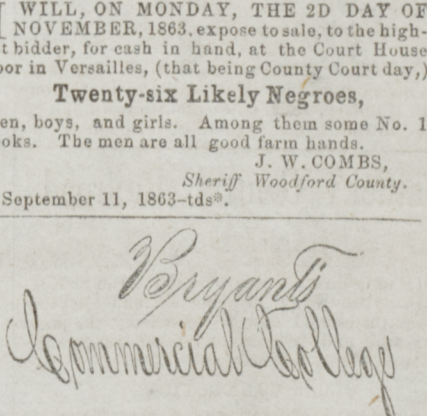 WILL, ON MONDAY, THE 2D DAY OF
NOVEMBER, 1863, expose to sale, to the high-
t bidder, for cash in hand, at the Court House
oor in Versailles, (that being County Court day,)
Twenty-six Likely Negroes,
en, boys, and girls. Among them some No. 1
ooks. The men are all good farm hands.
J. W. COMBS,
Sheriff Woodford County.
September 11, 1863-tds*.
Bryant's
Commercial College